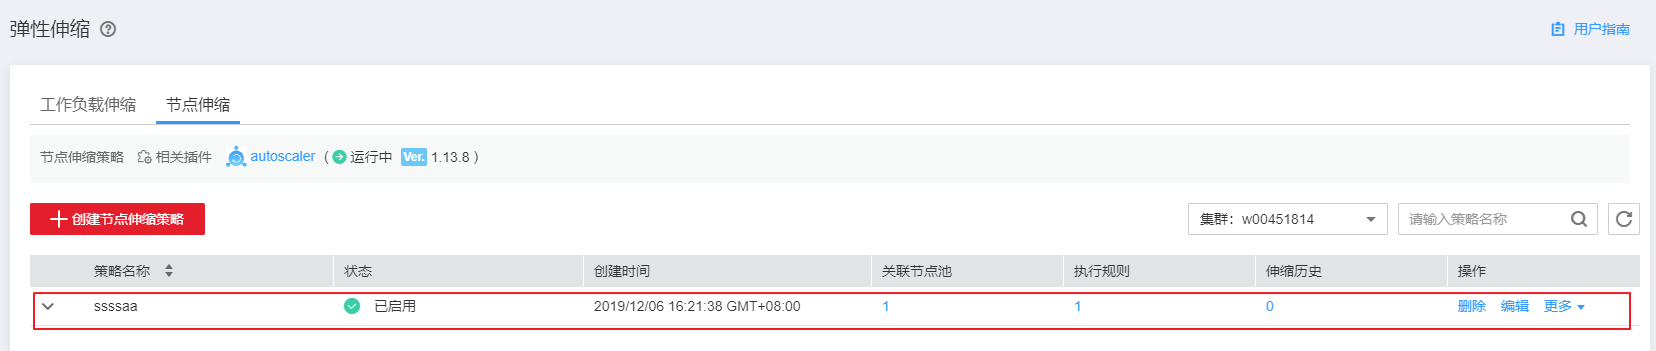 弹性伸缩 用户指南
工作负载伸缩 节点伸缩
节点伸缩策略 相关插件 autoscaler ( 运行中 Ver. 1.13.8 )
创建节点伸缩策略 集群：w00451814 请输入策略名称
策略名称 状态 创建时间 关联节点池 执行规则 伸缩历史 操作
ssssaa 已启用 2019/12/06 16:21:38 GMT+08:00 1 1 0 删除 编辑 更多